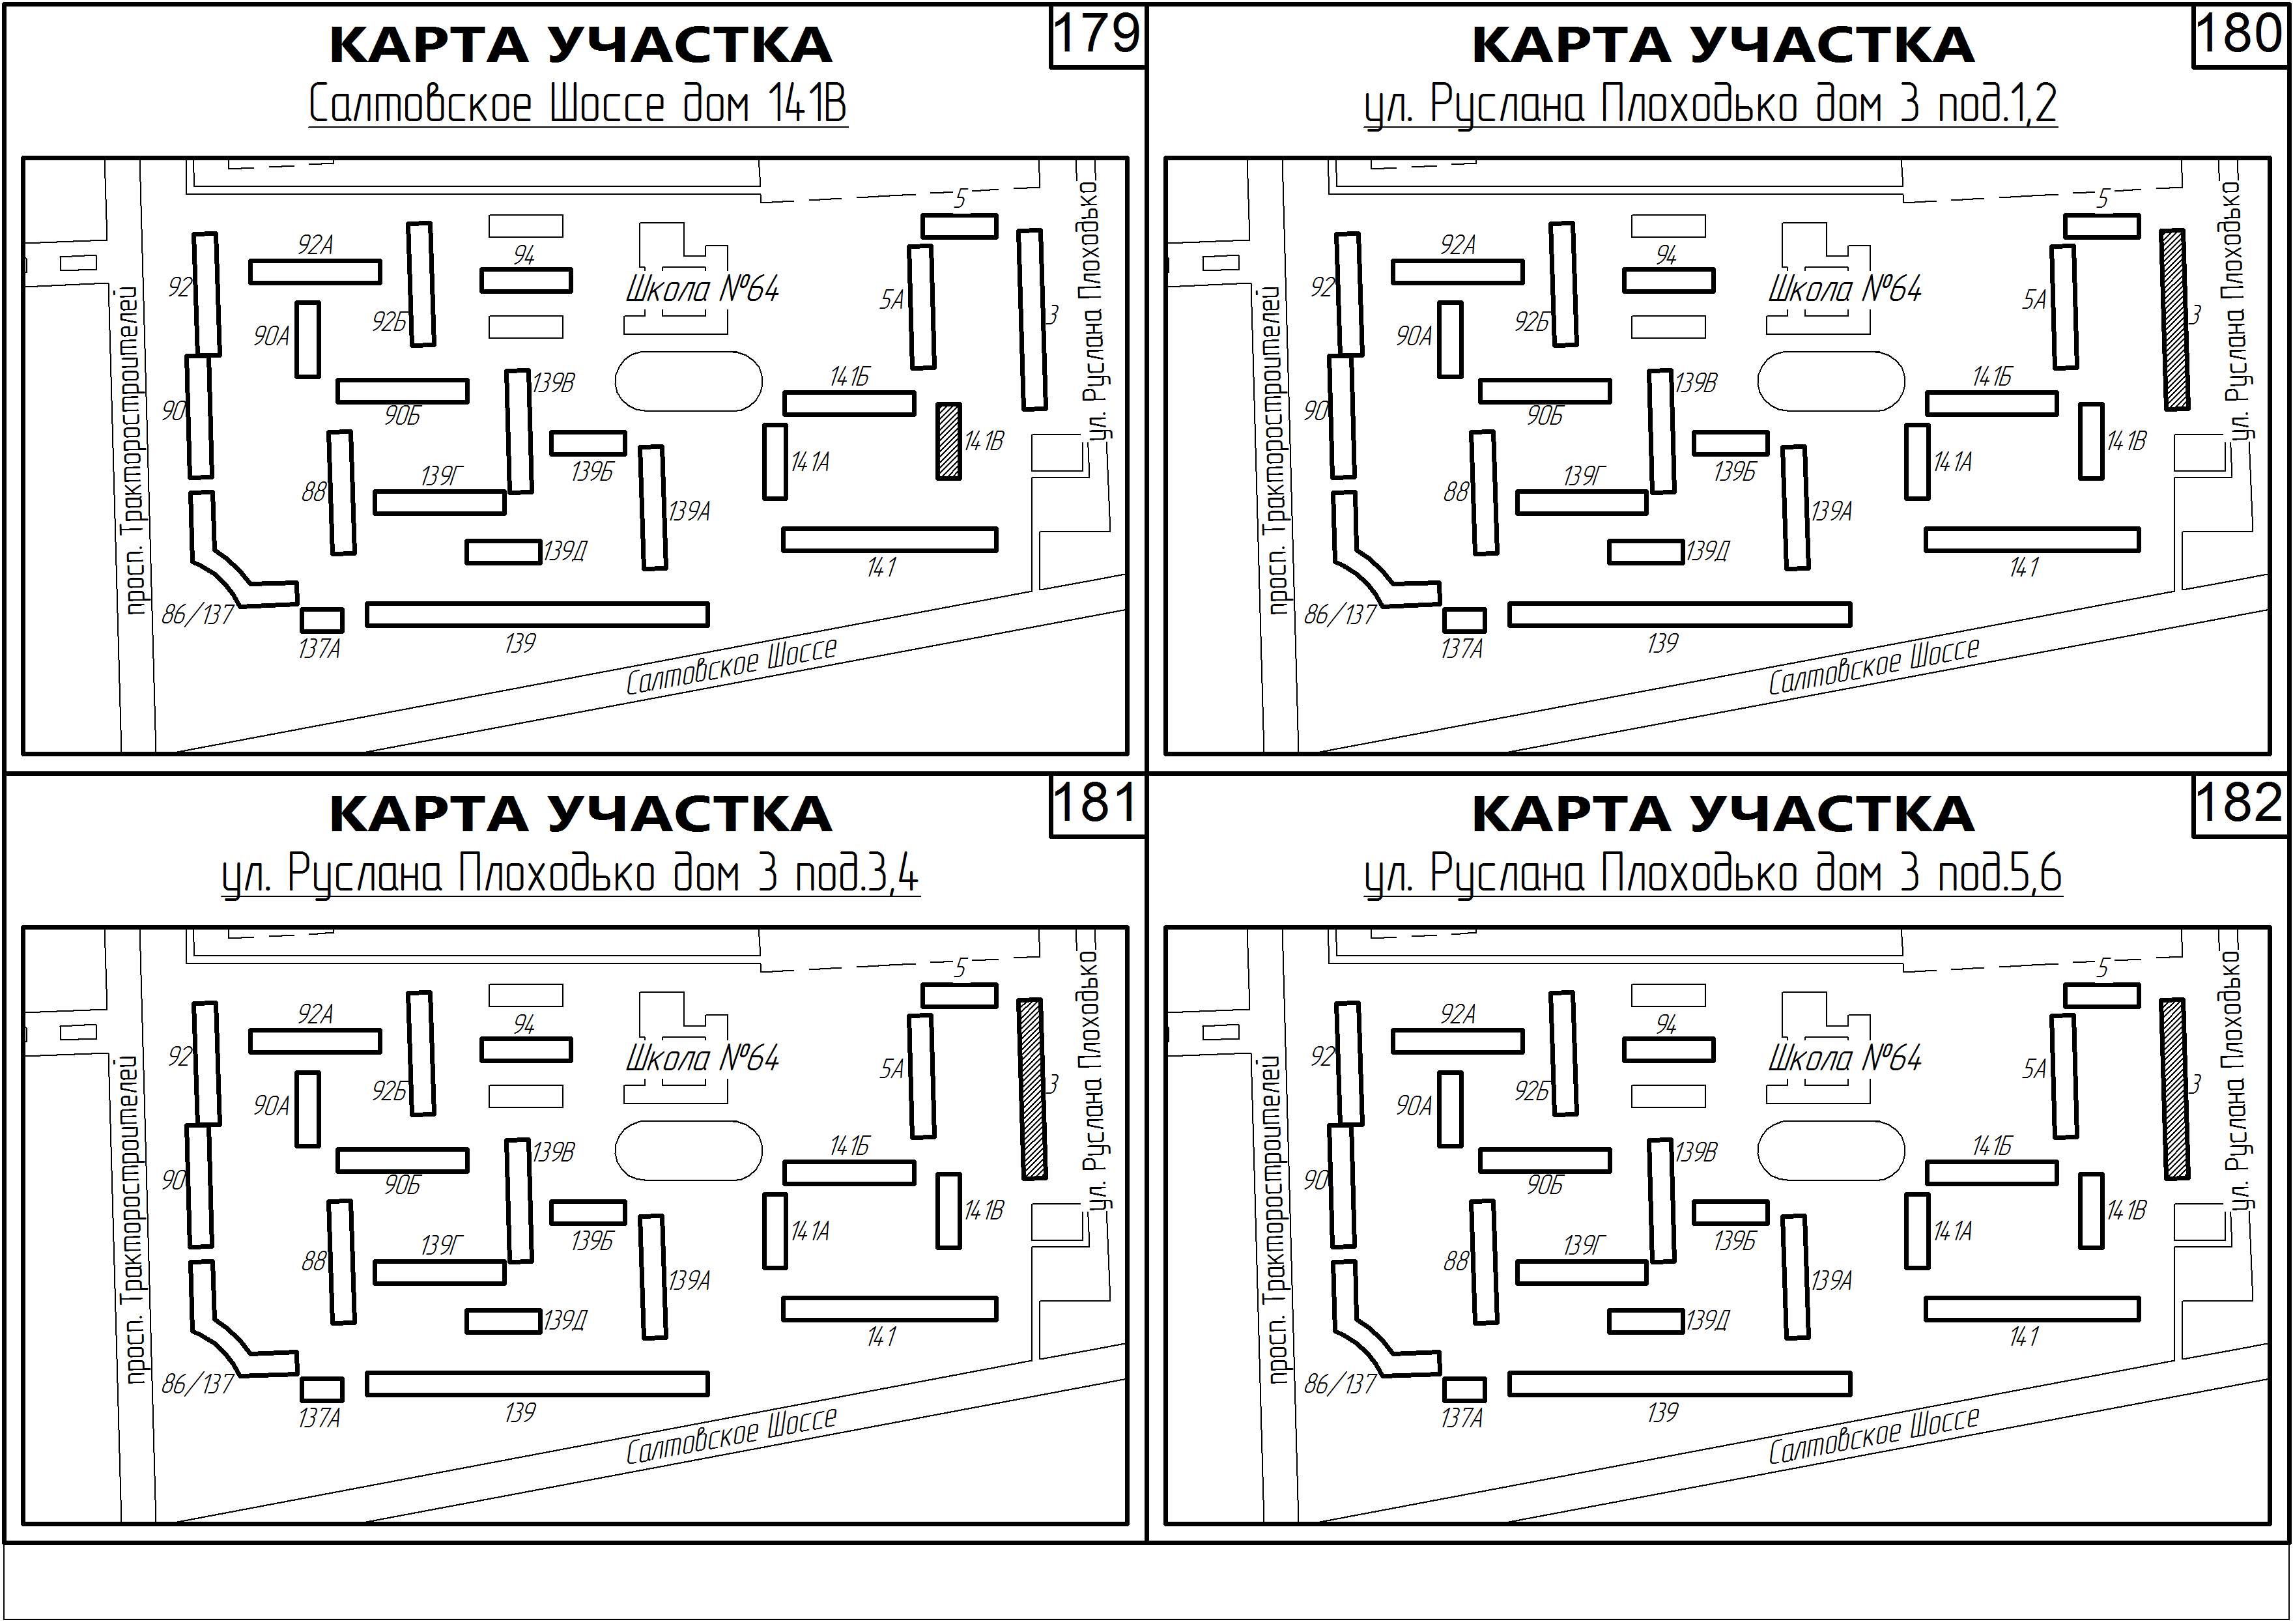 179
КАРТА УЧАСТКА
Салтовское Шоссе дом 141В
5
92А
94
92
Школа №64
5А
3
90А
92Б
ул. Руслана Плоходько
139В
141Б
90
90Б
141В
139Б
141А
88
139Г
139А
просп. Тракторостроителей
139Д
141
86/137
137А
139
Салтовское Шоссе
180
КАРТА УЧАСТКА
ул. Руслана Плоходько дом 3 под.1,2
5
92А
94
92
Школа №64
5А
3
90А
92Б
ул. Руслана Плоходько
139В
141Б
90
90Б
141В
139Б
141А
88
139Г
139А
просп. Тракторостроителей
139Д
141
86/137
137А
139
Салтовское Шоссе
181
КАРТА УЧАСТКА
ул. Руслана Плоходько дом 3 под.3,4
5
92А
94
92
Школа №64
5А
3
90А
92Б
ул. Руслана Плоходько
139В
141Б
90
90Б
141В
139Б
141А
88
139Г
139А
просп. Тракторостроителей
139Д
141
86/137
137А
139
Салтовское Шоссе
182
КАРТА УЧАСТКА
ул. Руслана Плоходько дом 3 под.5,6
5
92А
94
92
Школа №64
5А
3
90А
92Б
ул. Руслана Плоходько
139В
141Б
90
90Б
141В
139Б
141А
88
139Г
139А
просп. Тракторостроителей
139Д
141
86/137
137А
139
Салтовское Шоссе